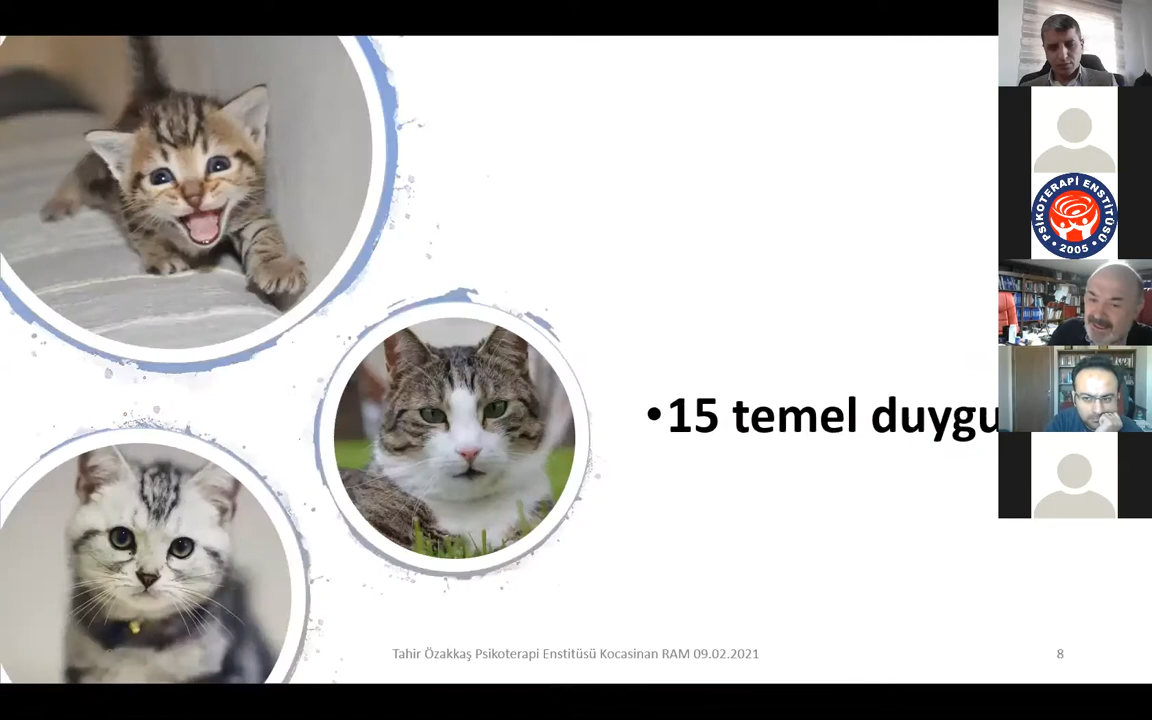 PSİKOTERAPİ ENSTİTÜSÜ
• 2005 •
•15 temel duygu
Tahir Özakkaş Psikoterapi Enstitüsü Kocasinan RAM 09.02.2021
8